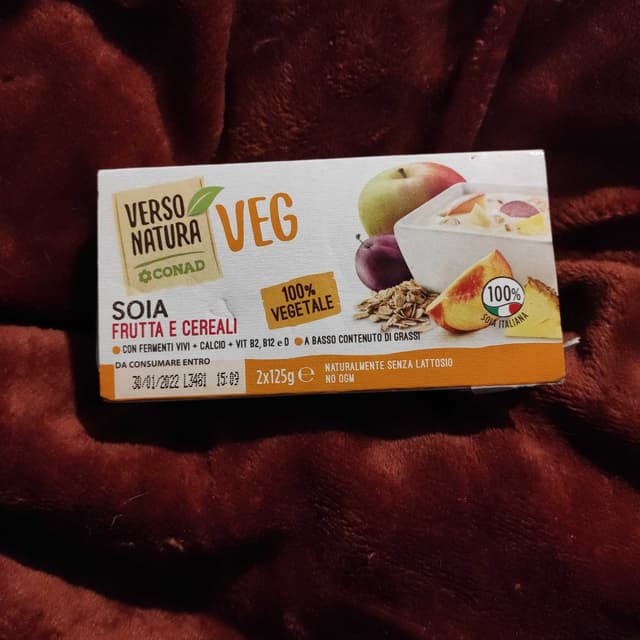 VERSO
NATURA
CONAD
VEG
100%
VEGETALE
SOIA
FRUTTA E CEREALI
CON FERMENTI VIVI + CALCIO + VIT B2, B12 e D A BASSO CONTENUTO DI GRASSI
100%
SOIA ITALIANA
DA CONSUMARE ENTRO
30/01/2022 L3481 15:09
2x125g e
NATURALMENTE SENZA LATTOSIO
NO OGM